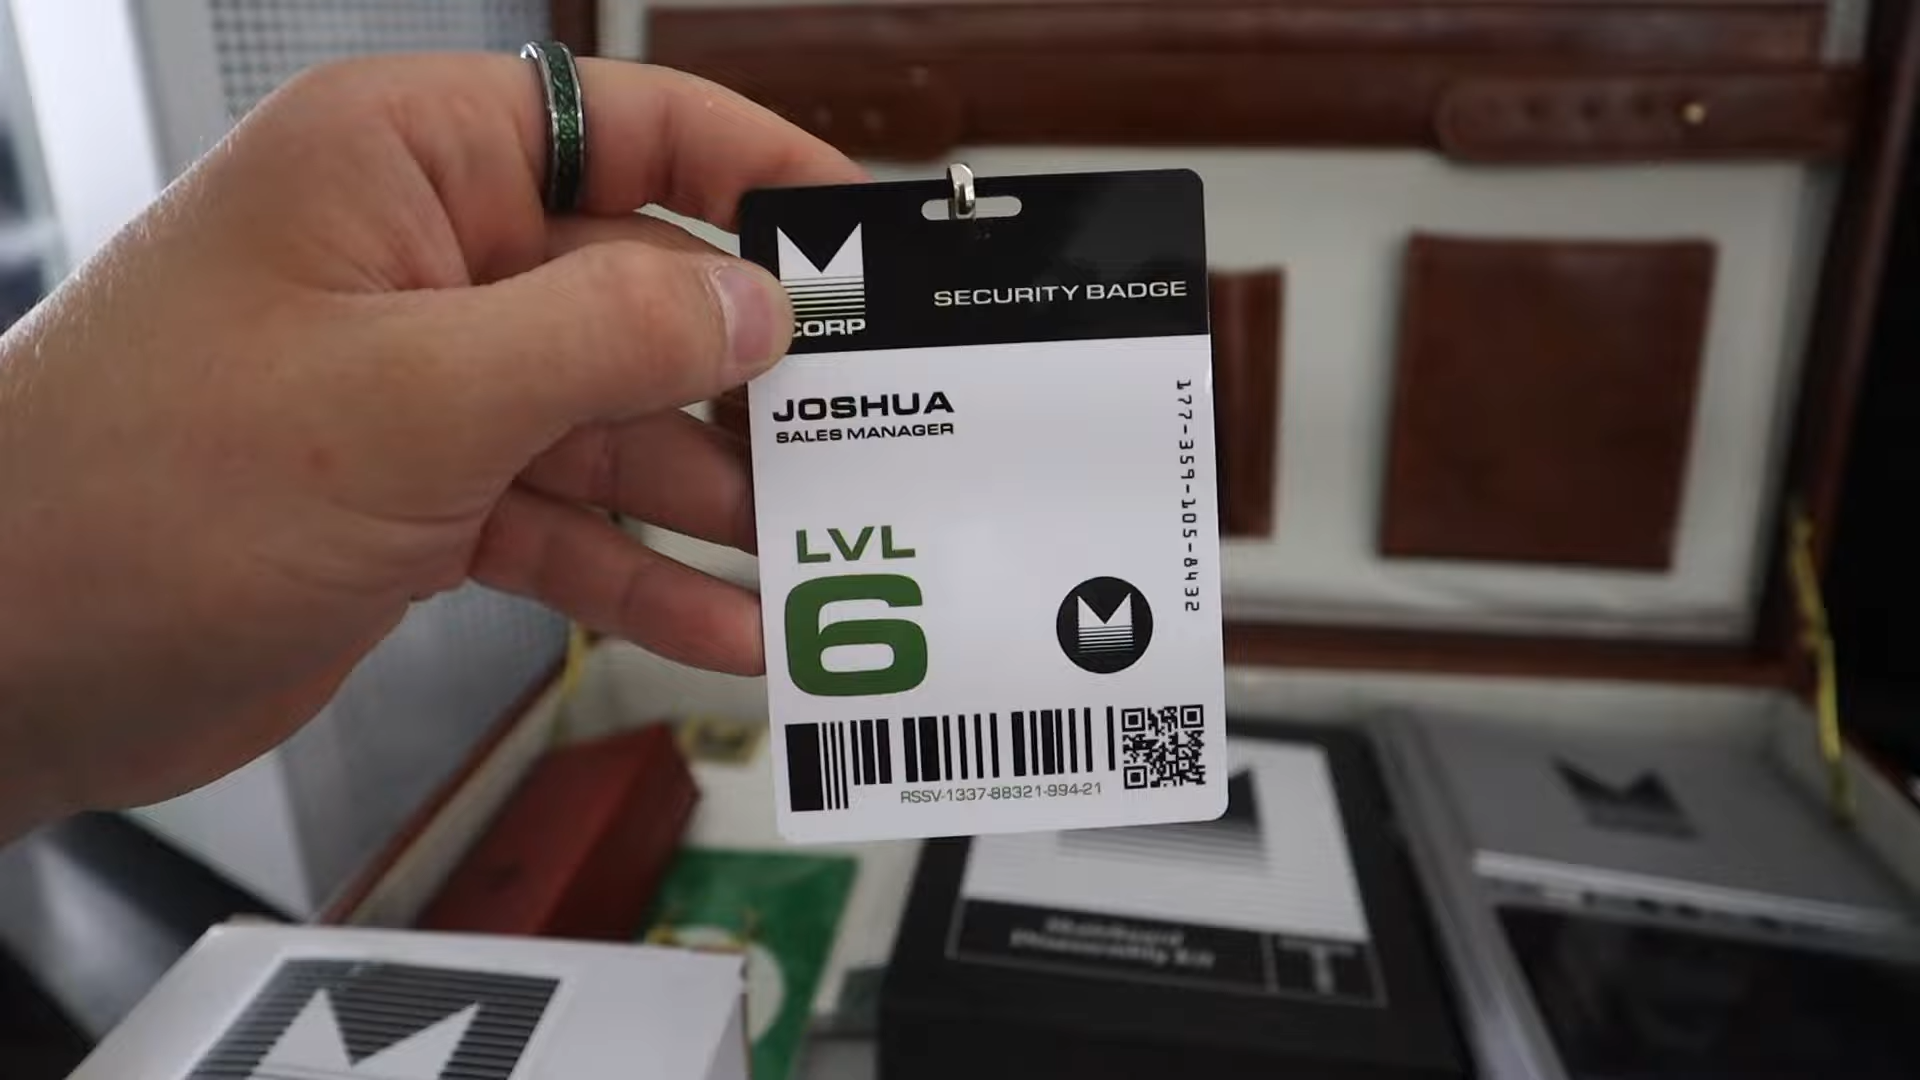 CORP
SECURITY BADGE
JOSHUA
SALES MANAGER
177-359-105-8432
LVL
6
RSSV-1337-88321-994-21